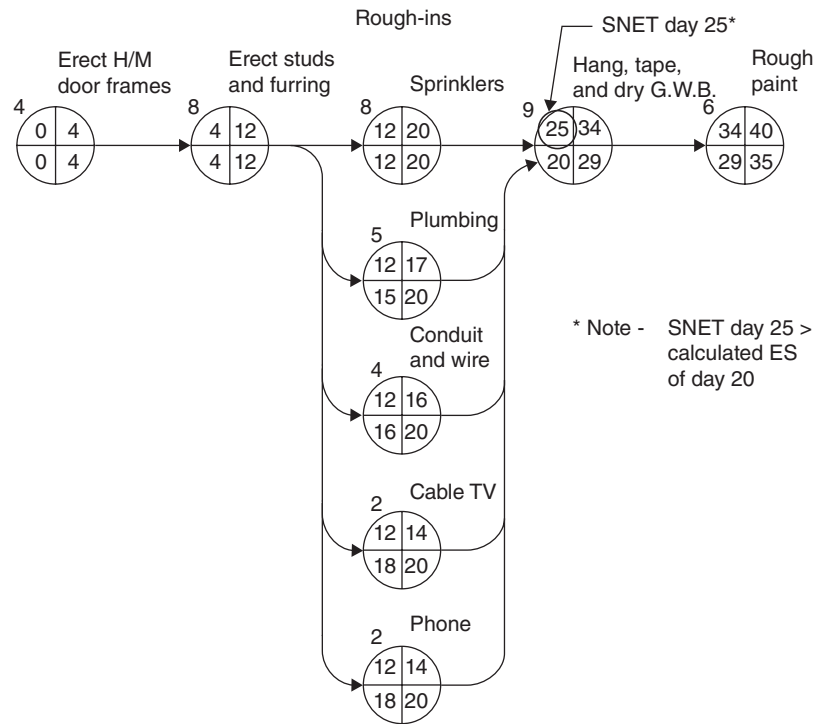 Rough-ins
SNET day 25*
Erect H/M
door frames
4
0 4
0 4
Erect studs
and furring
8
4 12
4 12
Sprinklers
8
12 20
12 20
Hang, tape,
and dry G.W.B.
9
25 34
20 29
Rough
paint
6
34 40
29 35
Plumbing
5
12 17
15 20
Conduit
and wire
4
12 16
16 20
Cable TV
2
12 14
18 20
Phone
2
12 14
18 20
* Note - SNET day 25 >
calculated ES
of day 20